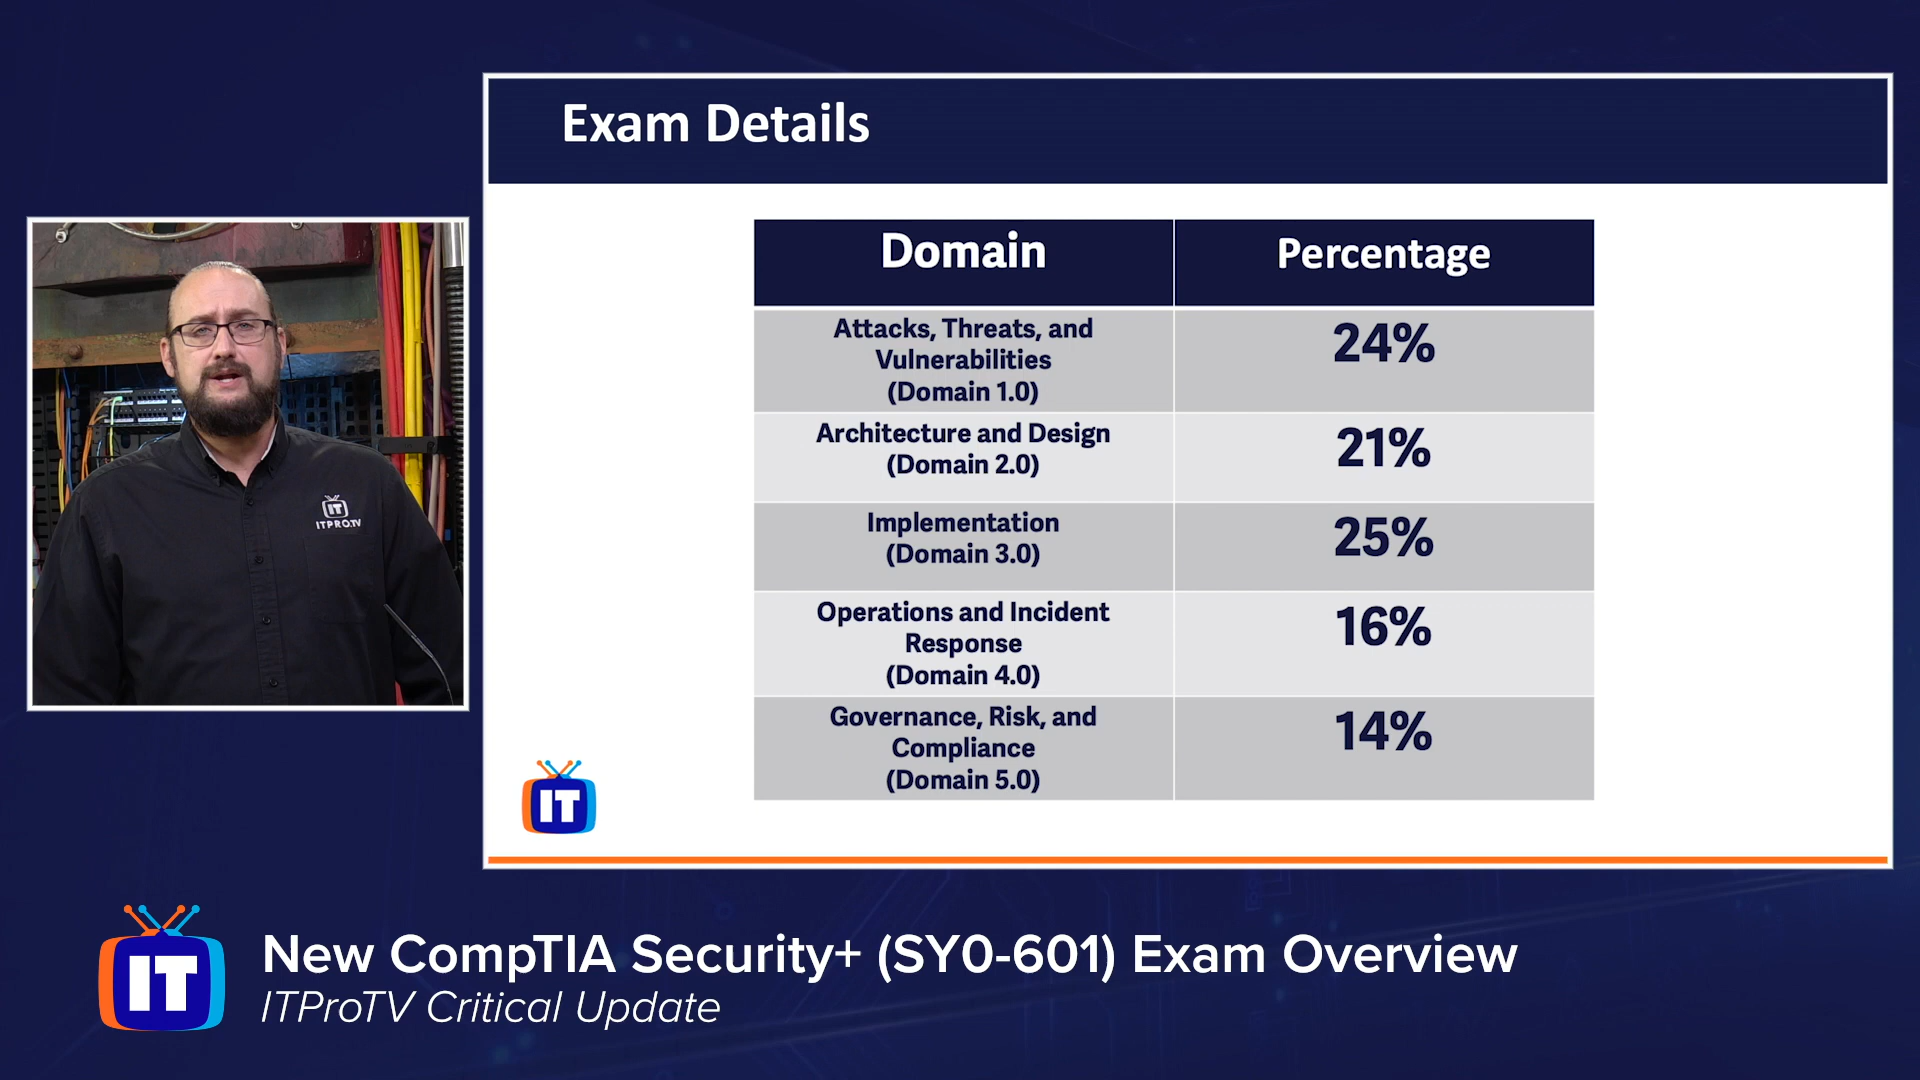 Exam Details
Domain
Percentage
Attacks, Threats, and
Vulnerabilities
(Domain 1.0)
24%
Architecture and Design
(Domain 2.0)
21%
Implementation
(Domain 3.0)
25%
Operations and Incident
Response
(Domain 4.0)
16%
Governance, Risk, and
Compliance
(Domain 5.0)
14%
IT
IT
ITPRO.TV
IT
New CompTIA Security+ (SY0-601) Exam Overview
ITProTV Critical Update